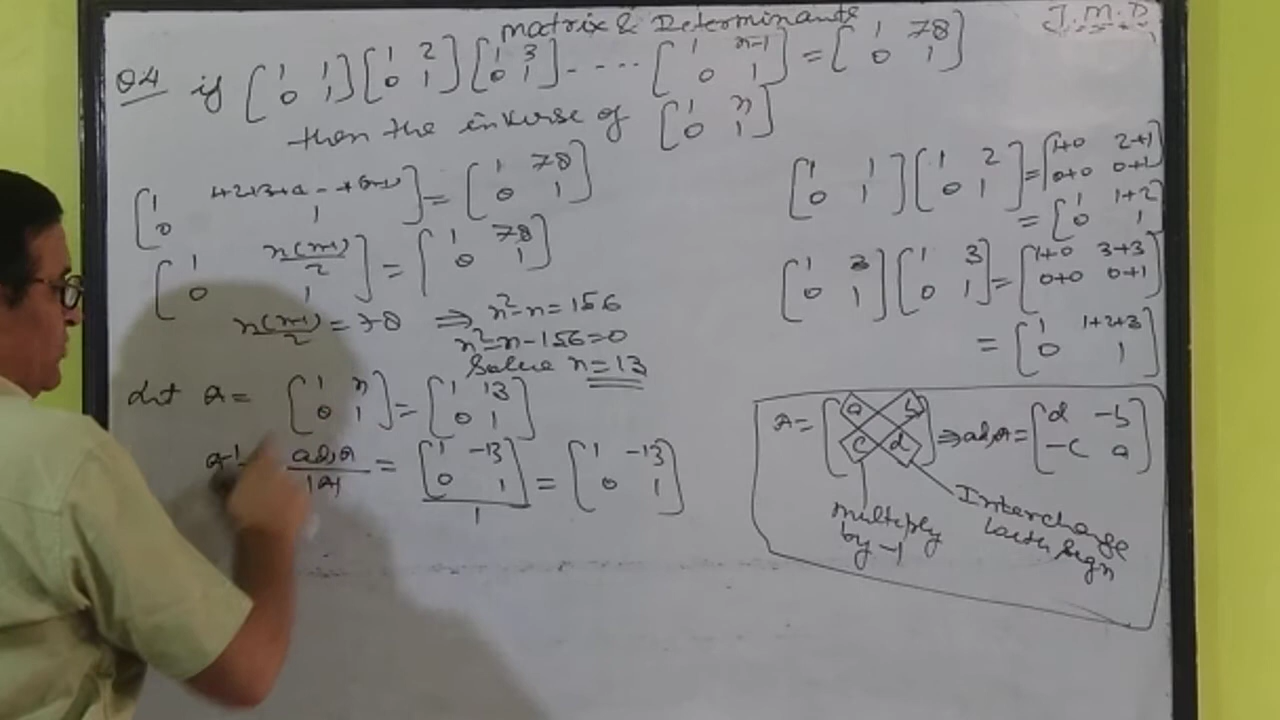 matrix & Determinants
J.M.D
Q4 if [1 1 0 1] [1 2 0 1] [1 3 0 1] ---- [1 n-1 0 1] = [1 78 0 1]
then the inverse of [1 n 0 1]
[1 1+2+3+a--+(n-1) 0 1] = [1 78 0 1]
[1 n(n-1)/2 0 1] = [1 78 0 1]
n(n-1)/2 = 78 ⇒ n²-n=156
n²-n-156=0
Solve n=13
Let A = [1 n 0 1] = [1 13 0 1]
A⁻¹ adjA/|A| = [1 -13 0 1]/1 = [1 -13 0 1]
[1 1 0 1] [1 2 0 1] = [1+0 2+1 0+0 0+1]
= [1 1+2 0 1]
[1 3 0 1] [1 3 0 1] = [1+0 3+3 0+0 0+1]
= [1 1+2+3 0 1]
A = [a b c d] ⇒ adjA = [d -b -c a]
multiply
by -1
Interchange
with sign